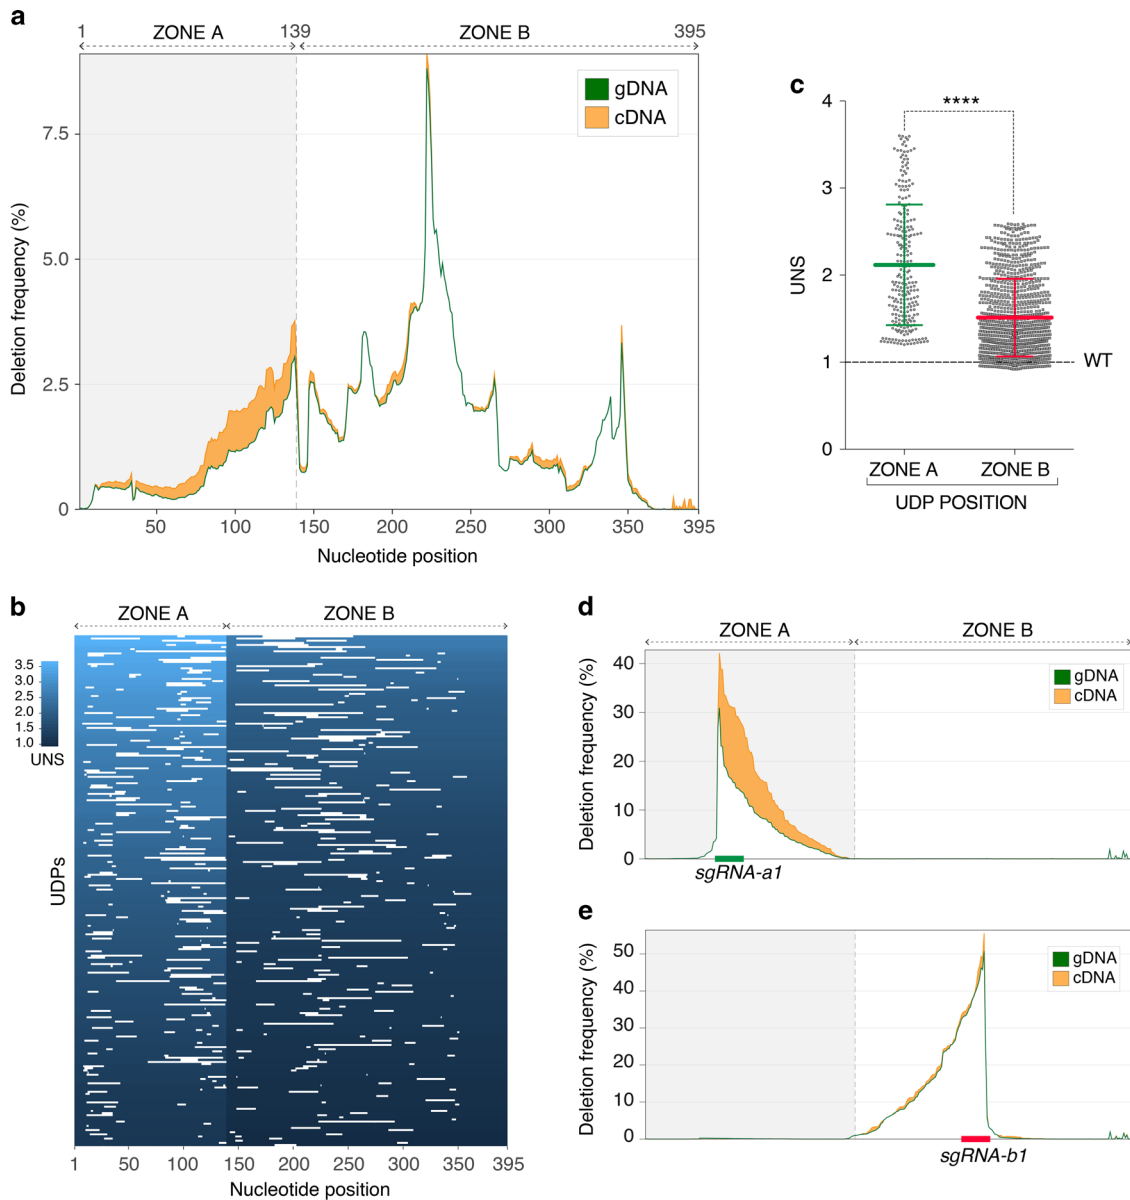 a
1 ZONE A 139 ZONE B 395
gDNA
cDNA
Deletion frequency (%)
7.5
5.0
2.5
0
50 100 150 200 250 300 350 395
Nucleotide position
b
ZONE A ZONE B
3.5
3.0
2.5
2.0
1.5
1.0
UNS
UDPs
1 50 100 150 200 250 300 350 395
Nucleotide position
c
4
3
2
1
0
UNS
****
WT
ZONE A ZONE B
UDP POSITION
d
ZONE A ZONE B
gDNA
cDNA
Deletion frequency (%)
40
30
20
10
0
sgRNA-a1
e
gDNA
cDNA
Deletion frequency (%)
50
40
30
20
10
0
sgRNA-b1